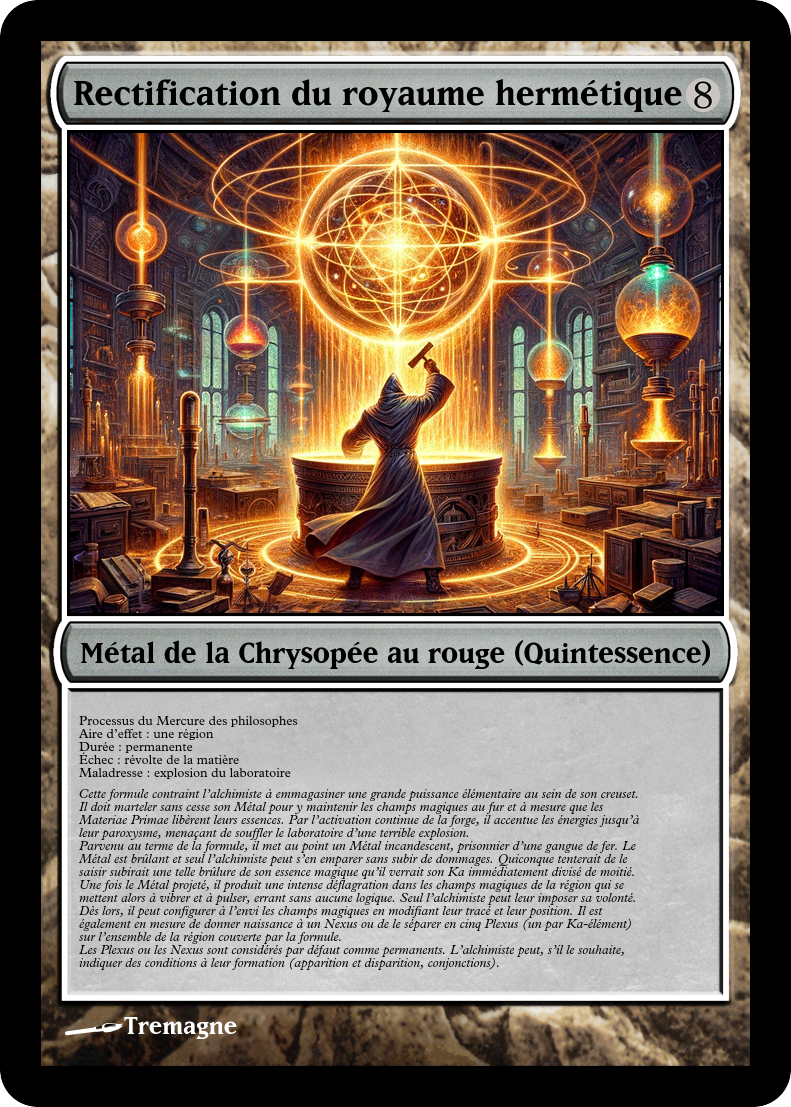 Rectification du royaume hermétique 8
Métal de la Chrysopée au rouge (Quintessence)
Processus du Mercure des philosophes
Aire d'effet : une région
Durée : permanente
Échec : révolte de la matière
Maladresse : explosion du laboratoire
Cette formule contraint l'alchimiste à emmagasiner une grande puissance élémentaire au sein de son creuset.
Il doit marteler sans cesse son Métal pour y maintenir les champs magiques au fur et à mesure que les
Materiae Primae libèrent leurs essences. Par l'activation continue de la forge, il accentue les énergies jusqu'à
leur paroxysme, menaçant de souffler le laboratoire d'une terrible explosion.
Parvenu au terme de la formule, il met au point un Métal incandescent, prisonnier d'une gangue de fer. Le
Métal est brûlant et seul l'alchimiste peut s'en emparer sans subir de dommages. Quiconque tenterait de le
saisir subirait une telle brûlure de son essence magique qu'il verrait son Ka immédiatement divisé de moitié.
Une fois le Métal projeté, il produit une intense déflagration dans les champs magiques de la région qui se
mettent alors à vibrer et à pulser, errant sans aucune logique. Seul l'alchimiste peut leur imposer sa volonté.
Dès lors, il peut configurer à l'envi les champs magiques en modifiant leur tracé et leur position. Il est
également en mesure de donner naissance à un Nexus ou de le séparer en cinq Plexus (un par Ka-élément)
sur l'ensemble de la région couverte par la formule.
Les Plexus ou les Nexus sont considérés par défaut comme permanents. L'alchimiste peut, s'il le souhaite,
indiquer des conditions à leur formation (apparition et disparition, conjonctions).
Tremagne